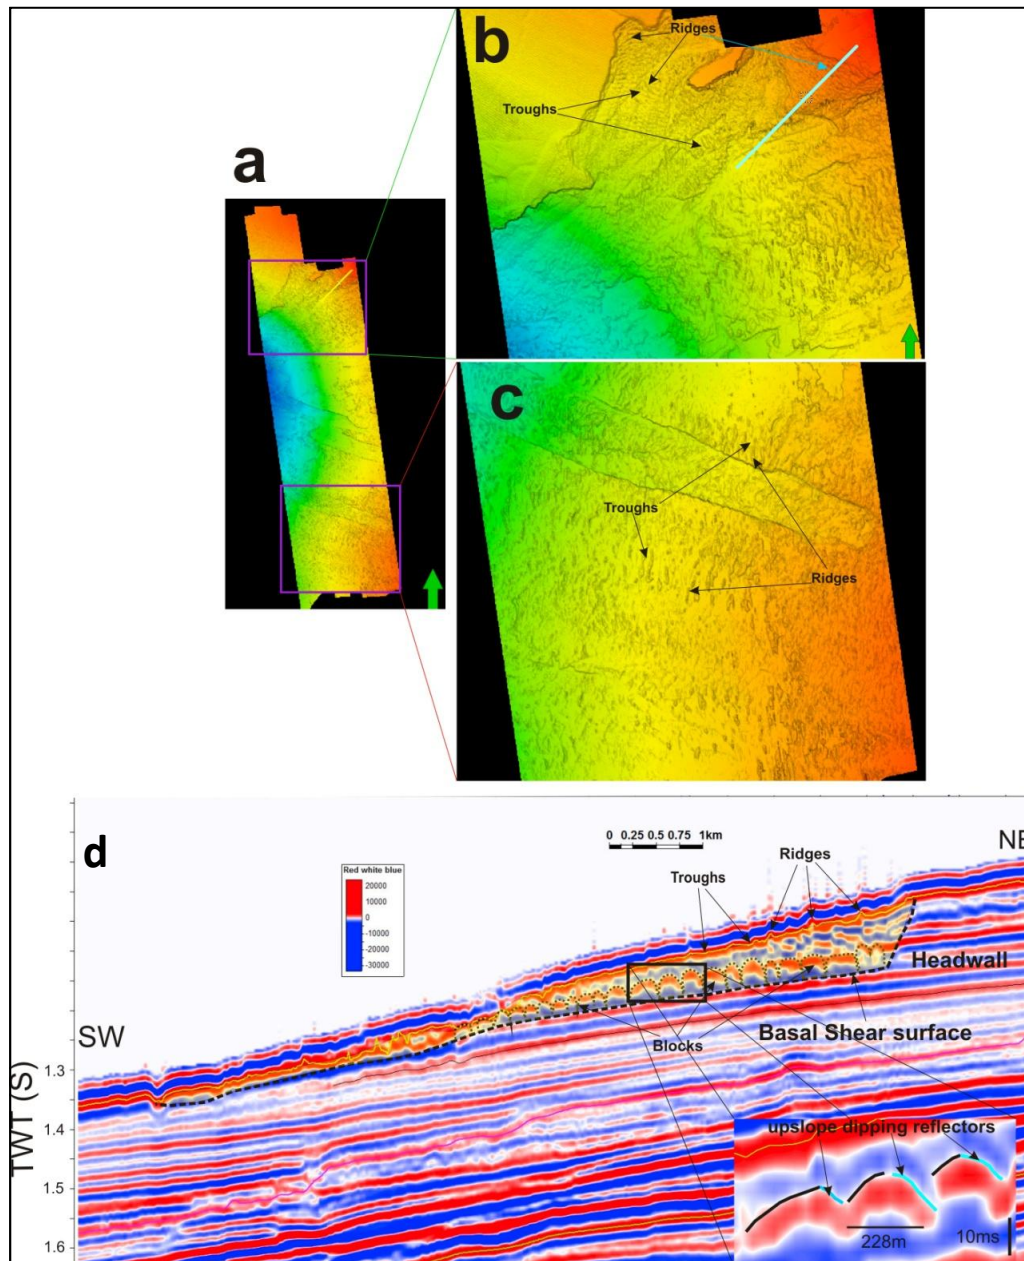 a
b
Ridges
Troughs
c
Troughs
Ridges
d
0 0.25 0.5 0.75 1km
NE
Red white blue
20000
10000
0
-10000
-20000
-30000
Troughs
Ridges
Headwall
SW
Basal Shear surface
Blocks
TWT (S)
1.3
1.4
1.5
1.6
upslope dipping reflectors
228m
10ms